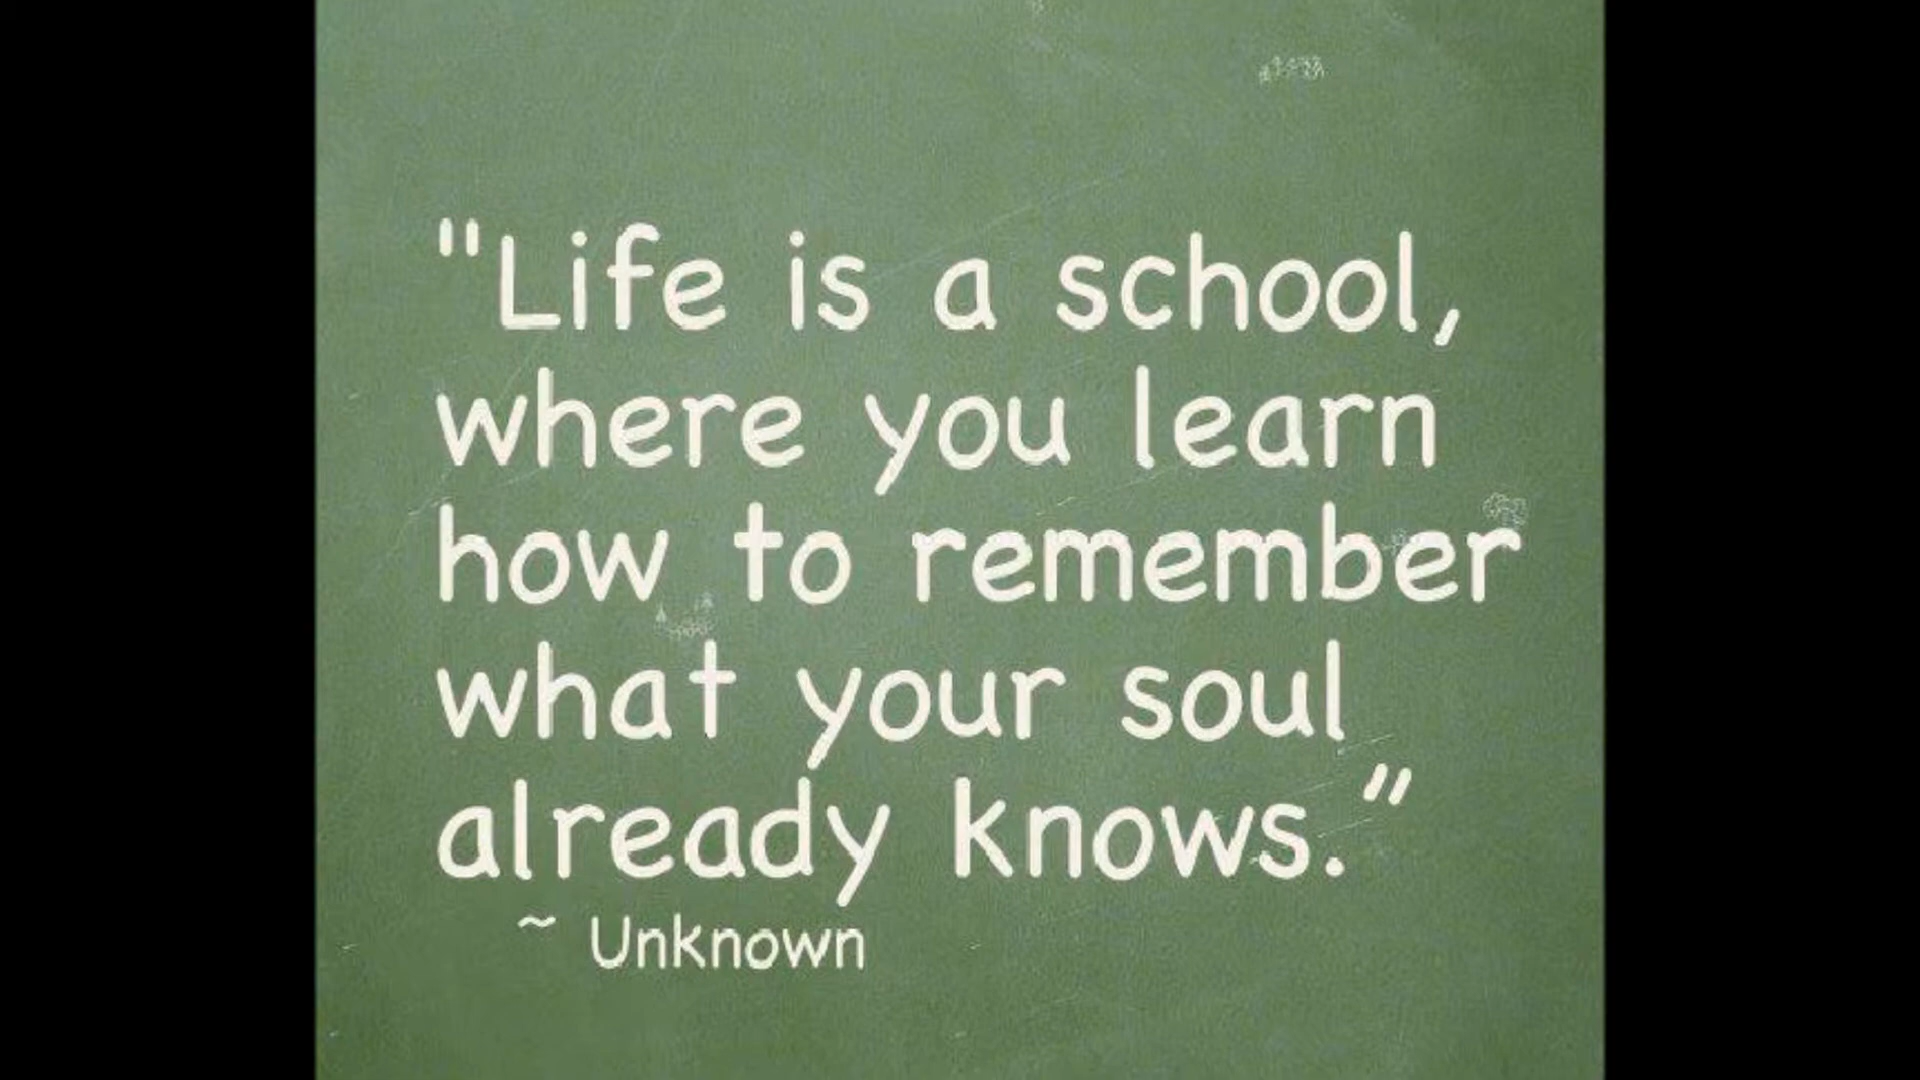 "Life is a school,
where you learn
how to remember
what your soul
already knows.”
~ Unknown